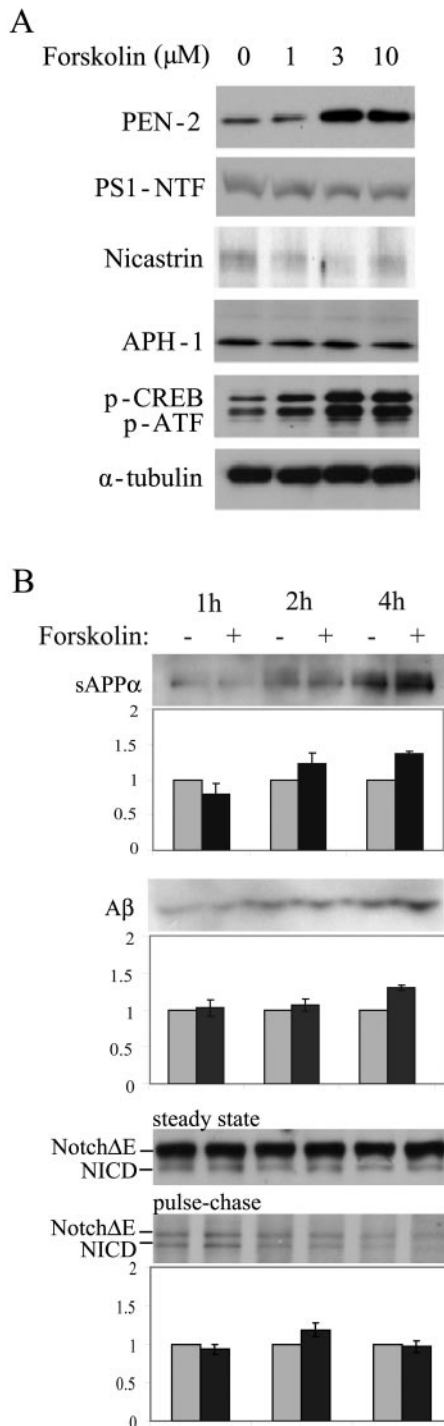 A
Forskolin (μM) 0 1 3 10
PEN-2
PS1-NTF
Nicastrin
APH-1
p-CREB
p-ATF
α-tubulin
B
1h 2h 4h
Forskolin: - + - + - +
sAPPα
2
1.5
1
0.5
0
Aβ
2
1.5
1
0.5
0
steady state
NotchΔE
NICD
pulse-chase
NotchΔE
NICD
2
1.5
1
0.5
0